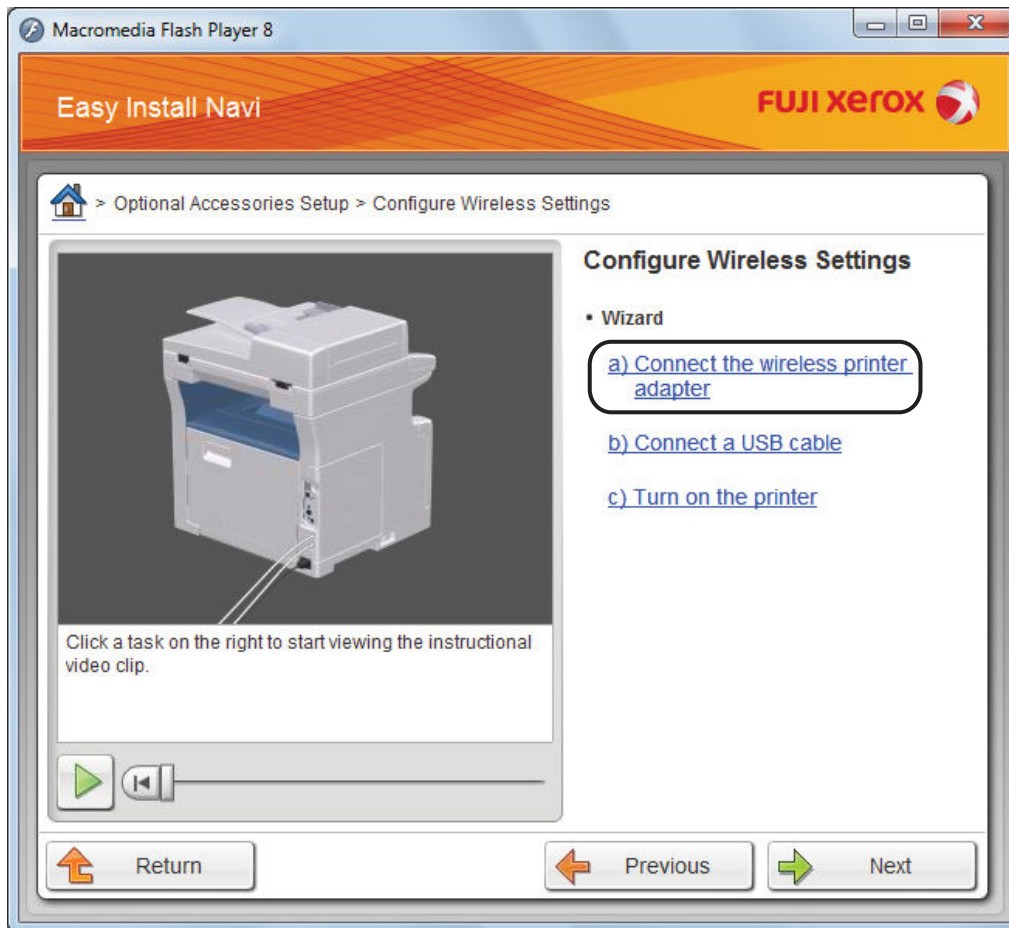 Macromedia Flash Player 8
Easy Install Navi
FUJI xerox
> Optional Accessories Setup > Configure Wireless Settings
Configure Wireless Settings
• Wizard
a) Connect the wireless printer
adapter
b) Connect a USB cable
c) Turn on the printer
Click a task on the right to start viewing the instructional
video clip.
Return
Previous
Next